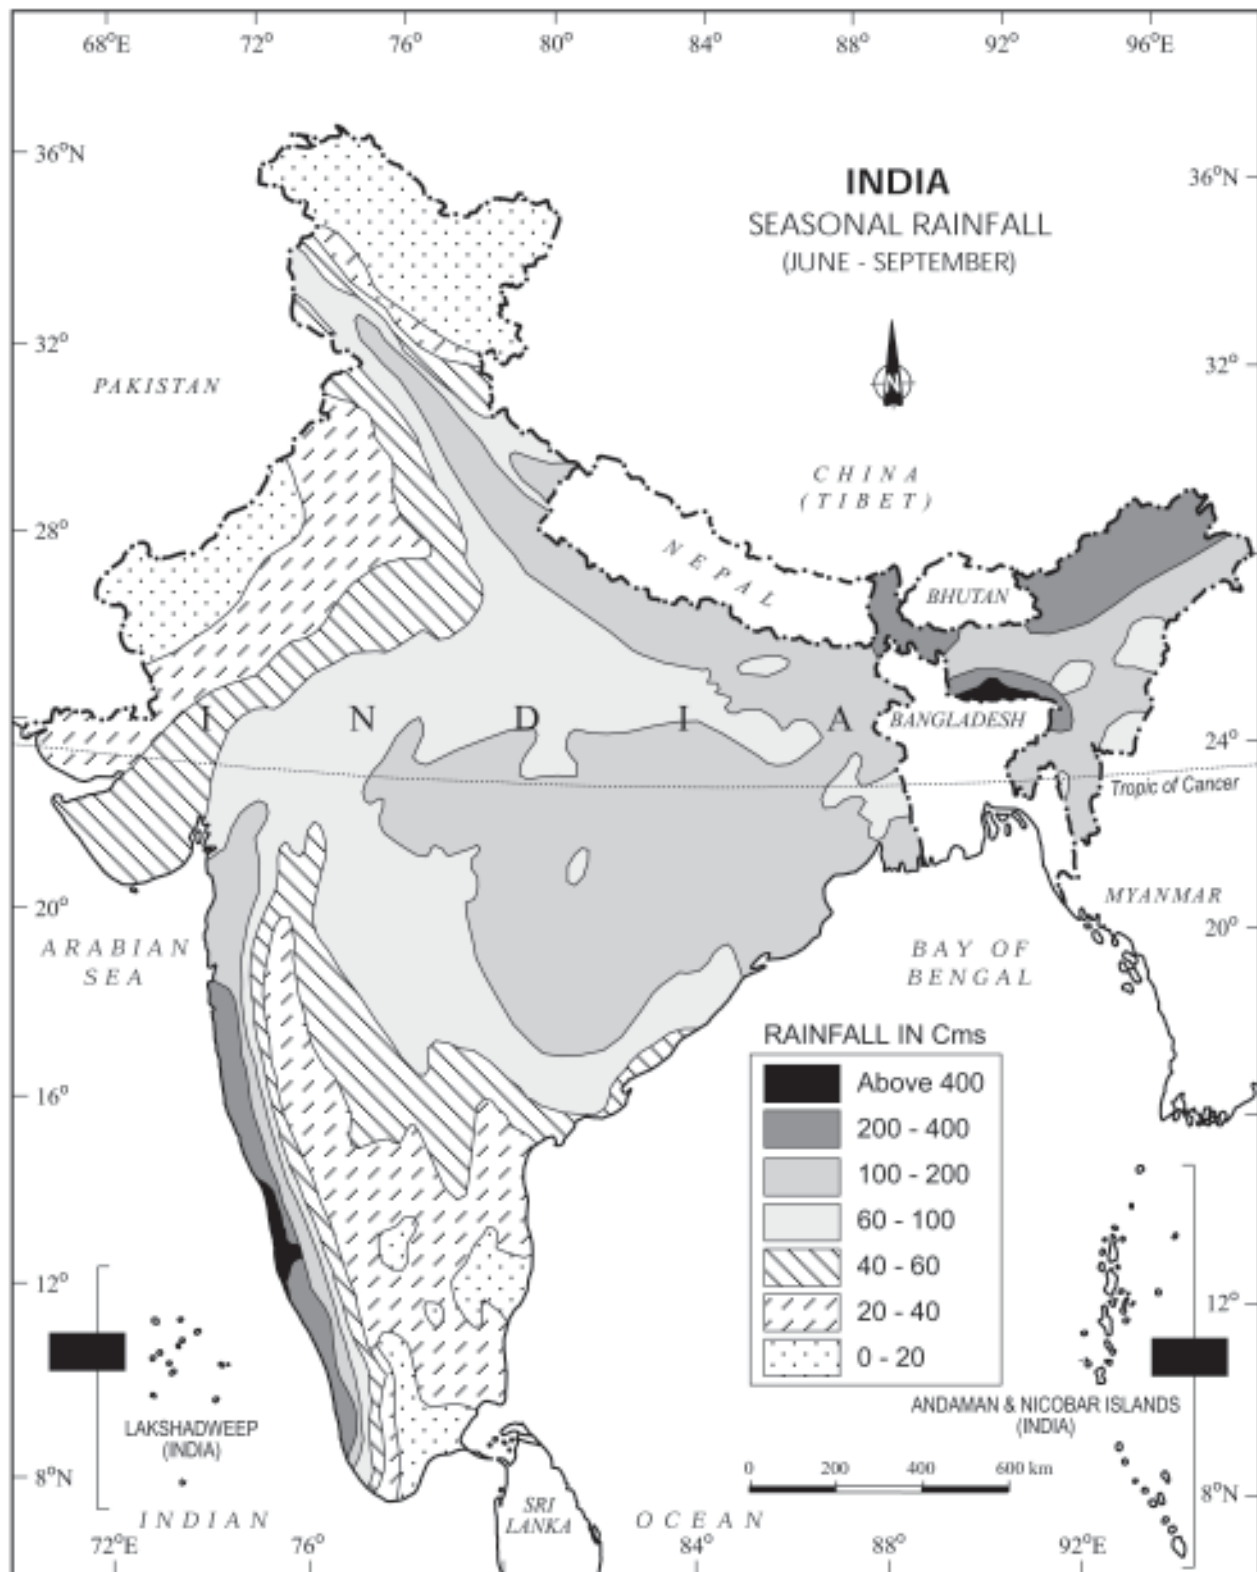 68°E 72° 76° 80° 84° 88° 92° 96°E
36°N
INDIA
36°N
SEASONAL RAINFALL
(JUNE - SEPTEMBER)
32°
32°
N
PAKISTAN
CHINA
(TIBET)
28°
NEPAL
28°
BHUTAN
I N D I A
BANGLADESH
24°
Tropic of Cancer
MYANMAR
20°
20°
ARABIAN
SEA
BAY OF
BENGAL
RAINFALL IN Cms
Above 400
200 - 400
100 - 200
60 - 100
40 - 60
20 - 40
0 - 20
16°
12°
12°
LAKSHADWEEP
(INDIA)
ANDAMAN & NICOBAR ISLANDS
(INDIA)
0 200 400 600 km
8°N
8°N
SRI
LANKA
INDIAN OCEAN
72°E 76° 84° 88° 92°E